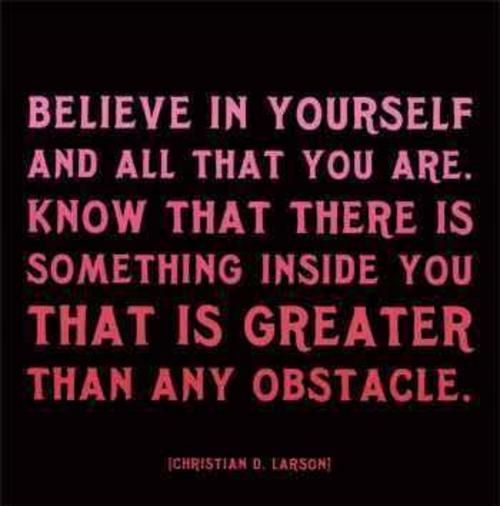 BELIEVE IN YOURSELF
AND ALL THAT YOU ARE.
KNOW THAT THERE IS
SOMETHING INSIDE YOU
THAT IS GREATER
THAN ANY OBSTACLE.
[CHRISTIAN D. LARSON]